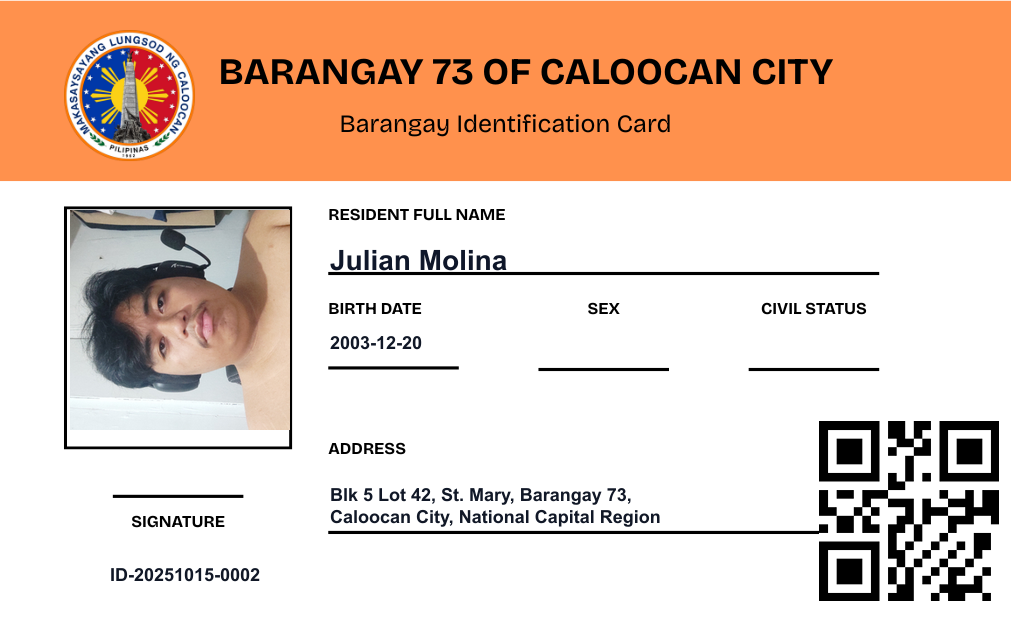 MAKASAYSAYANG LUNGSOD NG CALOOCAN
PILIPINAS
1962
BARANGAY 73 OF CALOOCAN CITY
Barangay Identification Card
RESIDENT FULL NAME
Julian Molina
BIRTH DATE
SEX
CIVIL STATUS
2003-12-20
ADDRESS
Blk 5 Lot 42, St. Mary, Barangay 73,
Caloocan City, National Capital Region
SIGNATURE
ID-20251015-0002